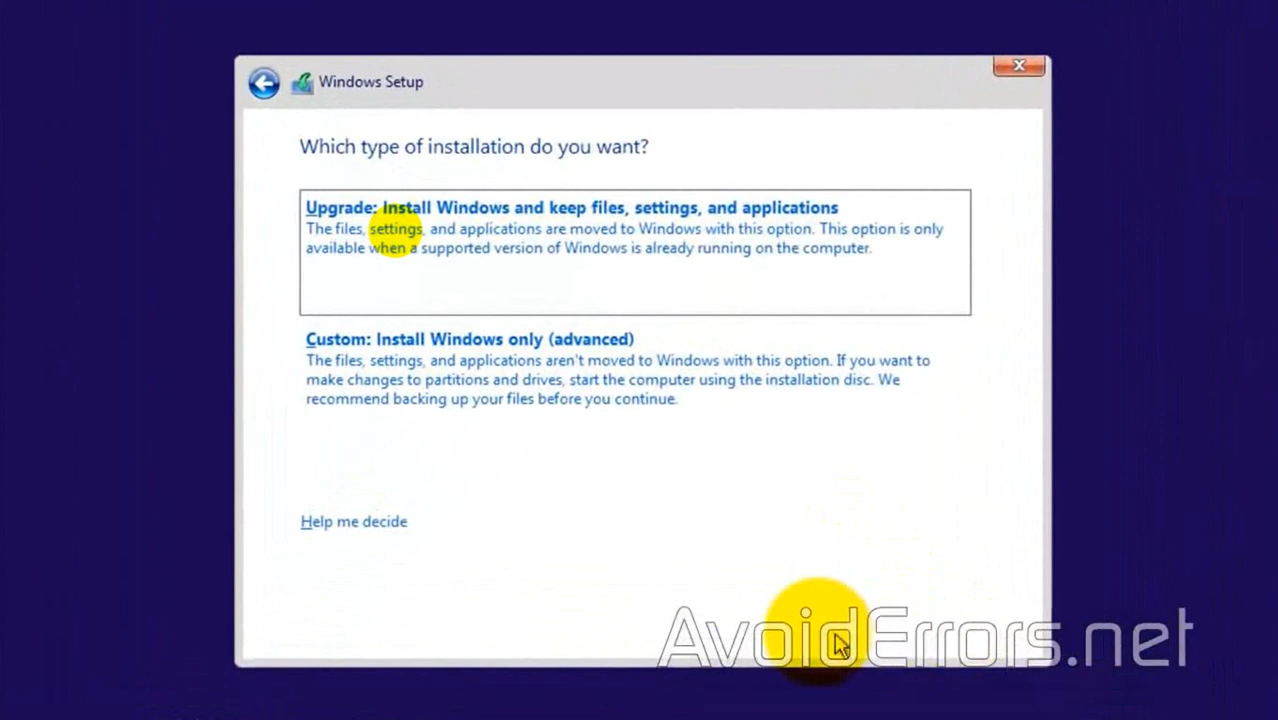 Windows Setup
Which type of installation do you want?
Upgrade: Install Windows and keep files, settings, and applications
The files, settings, and applications are moved to Windows with this option. This option is only
available when a supported version of Windows is already running on the computer.
Custom: Install Windows only (advanced)
The files, settings, and applications aren't moved to Windows with this option. If you want to
make changes to partitions and drives, start the computer using the installation disc. We
recommend backing up your files before you continue.
Help me decide
AvoidErrors.net